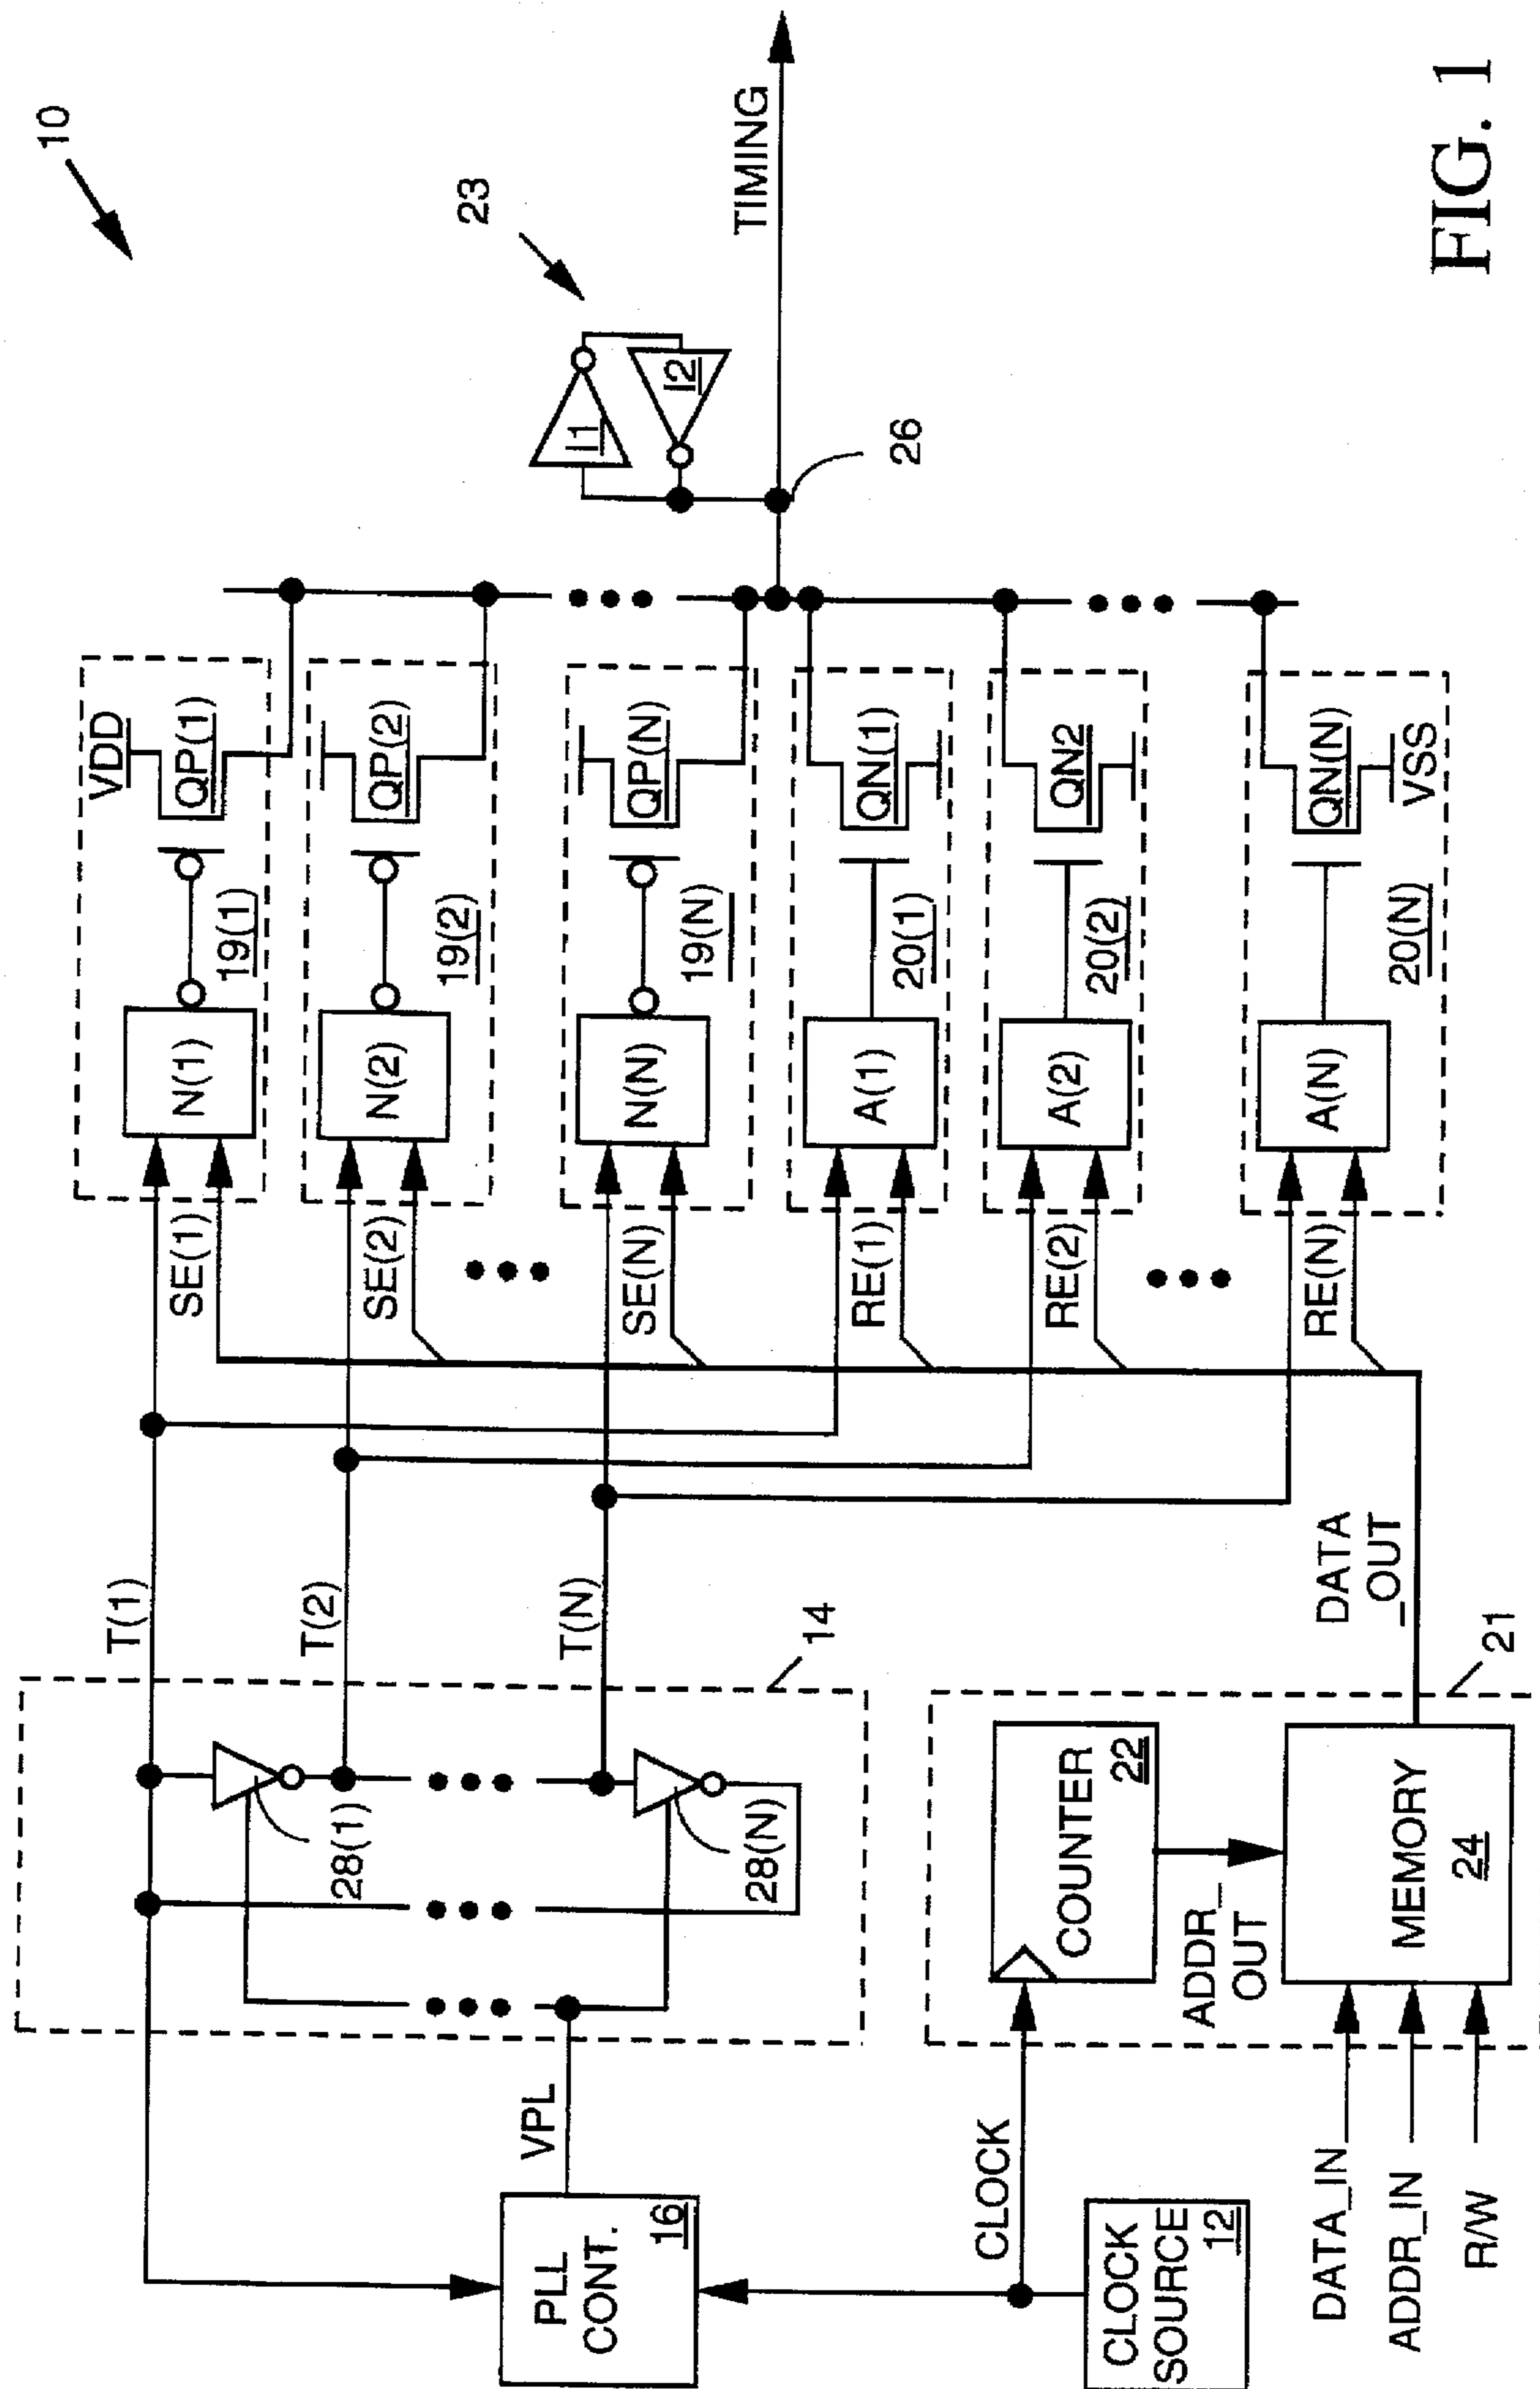 10
VDD
QP(1)
19(1)
N(1)
SE(1)
T(1)
QP(2)
19(2)
N(2)
SE(2)
T(2)
QP(N)
19(N)
N(N)
SE(N)
T(N)
QN(1)
20(1)
A(1)
RE(1)
QN2
20(2)
A(2)
RE(2)
QN(N)
VSS
20(N)
A(N)
RE(N)
23
I1
I2
TIMING
26
28(1)
28(N)
14
VPL
PLL
CONT.
16
CLOCK
CLOCK
SOURCE
12
COUNTER
22
ADDR_
OUT
MEMORY
24
DATA
_OUT
21
DATA_IN
ADDR_IN
R/W
FIG. 1